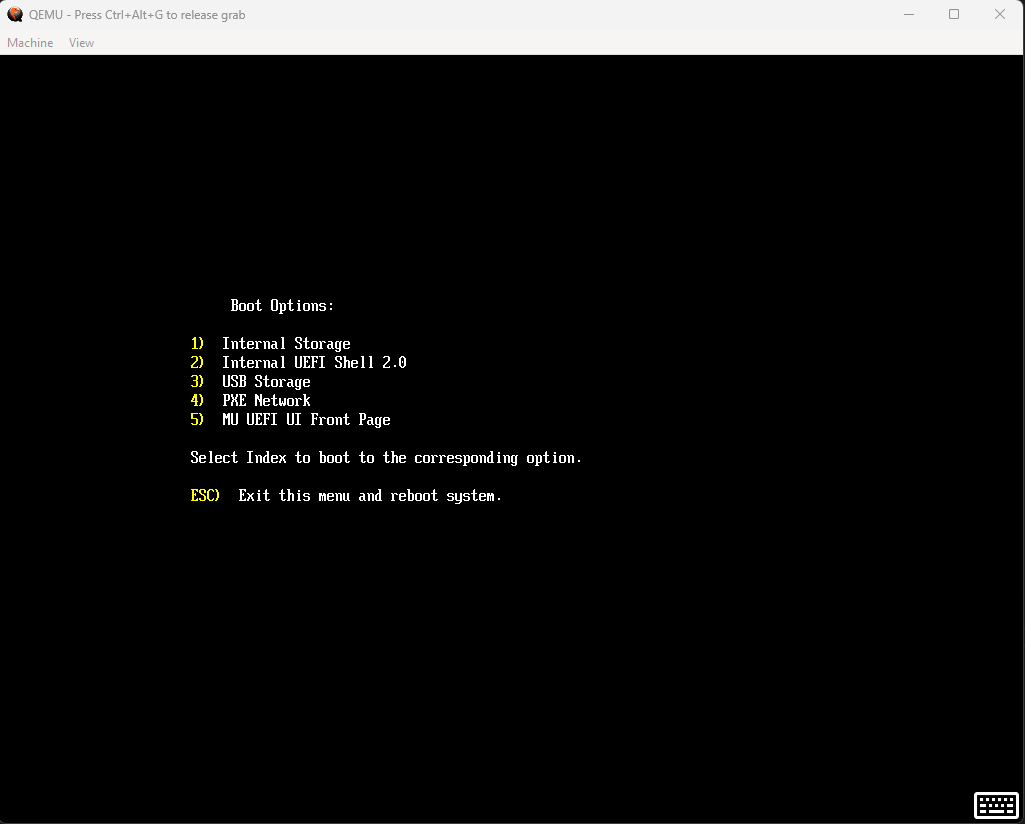 QEMU - Press Ctrl+Alt+G to release grab
Machine View
Boot Options:
1) Internal Storage
2) Internal UEFI Shell 2.0
3) USB Storage
4) PXE Network
5) MU UEFI UI Front Page
Select Index to boot to the corresponding option.
ESC) Exit this menu and reboot system.